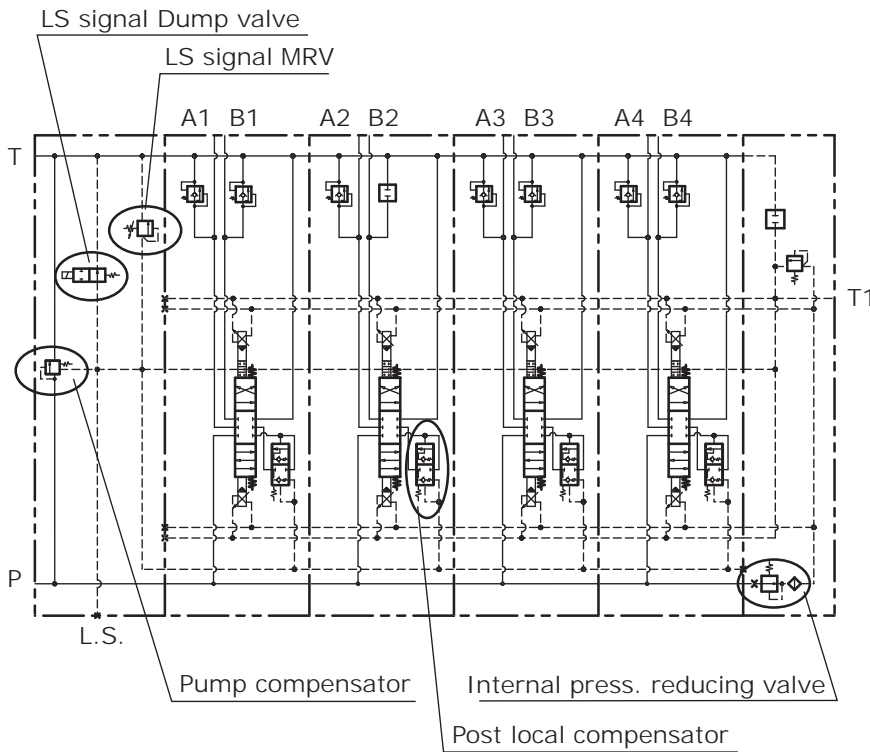 LS signal Dump valve
LS signal MRV
A1 B1 A2 B2 A3 B3 A4 B4
T
T1
P
L.S.
Pump compensator
Internal press. reducing valve
Post local compensator